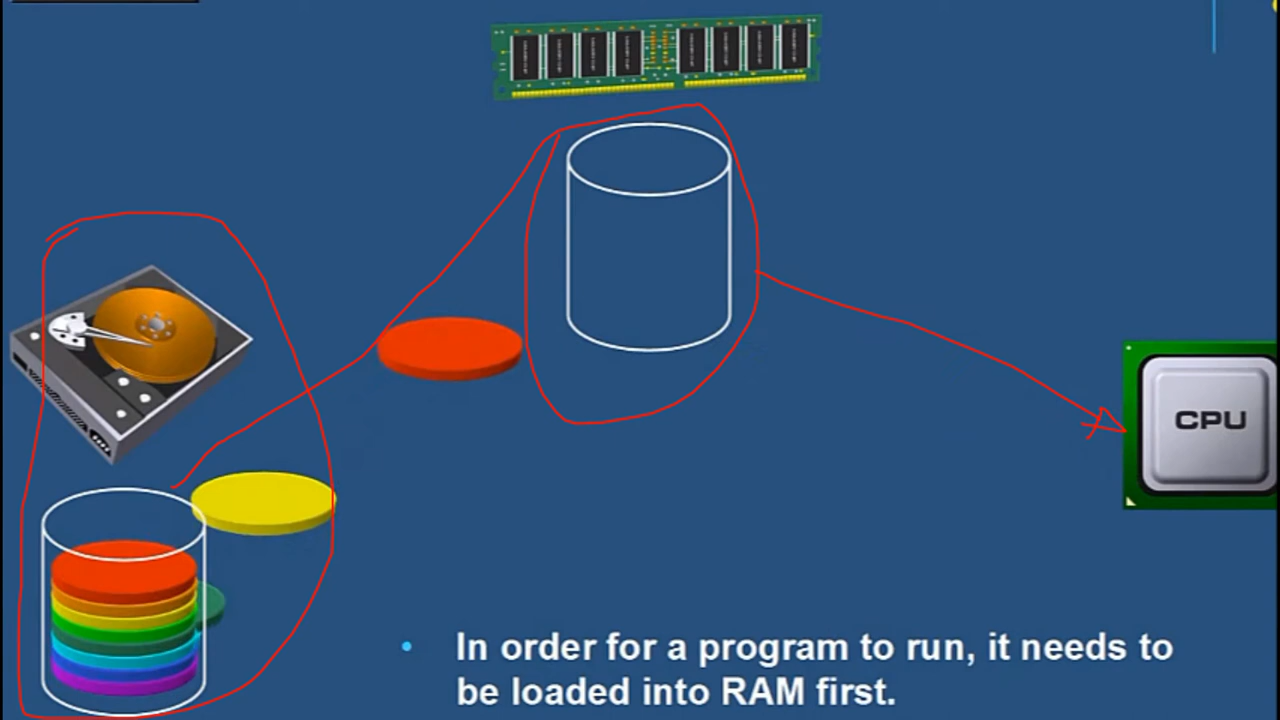 CPU
In order for a program to run, it needs to
be loaded into RAM first.